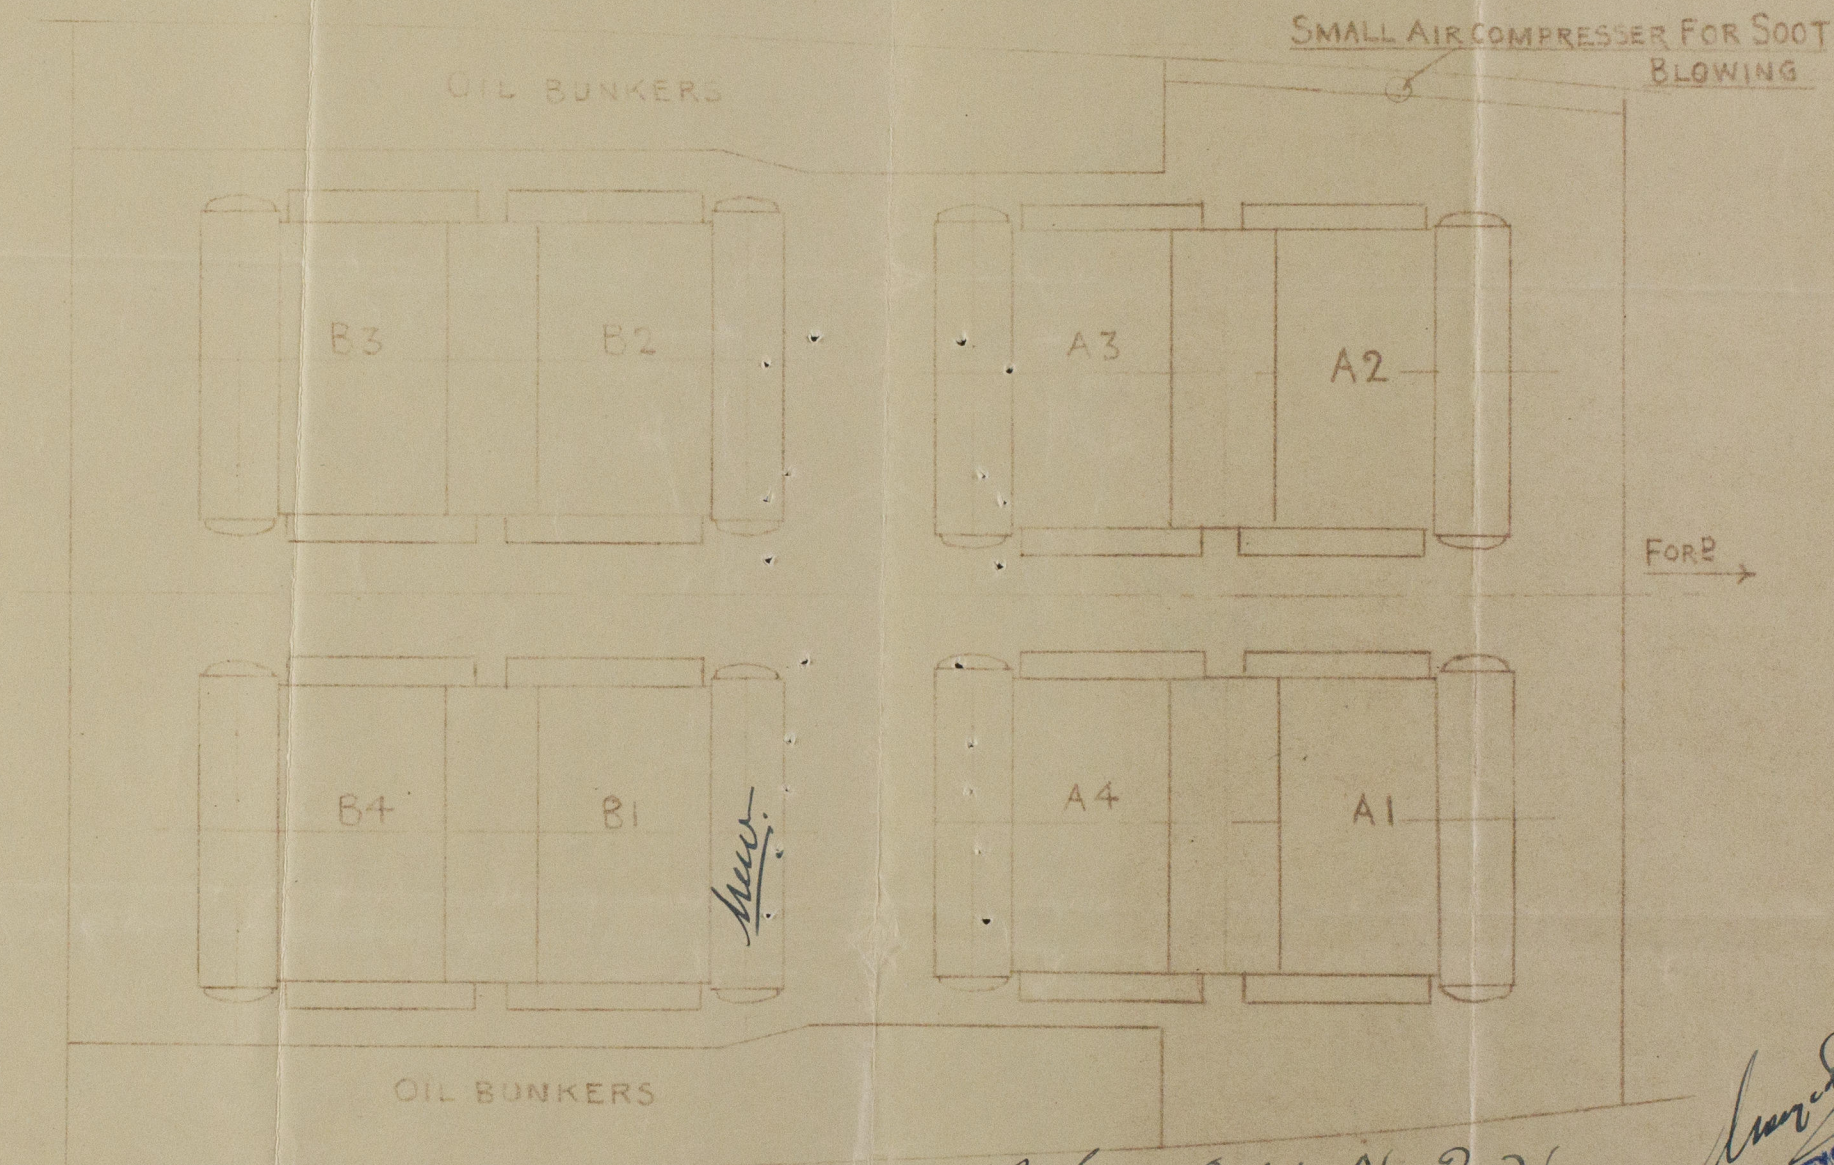 SMALL AIR COMPRESSER FOR SOOT
BLOWING
OIL BUNKERS
B3
B2
A3
A2
FORD
B4
B1
A4
A1
OIL BUNKERS